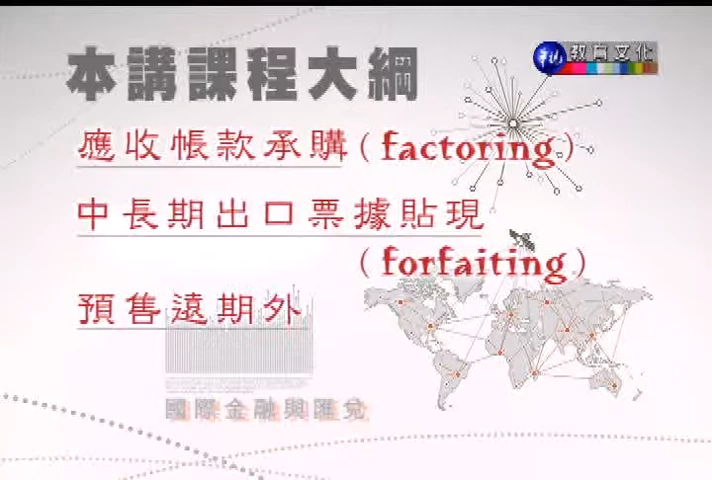 本講課程大綱
教育文化
應收帳款承購(factoring)
中長期出口票據貼現
(forfaiting)
預售遠期外
國際金融與匯兌